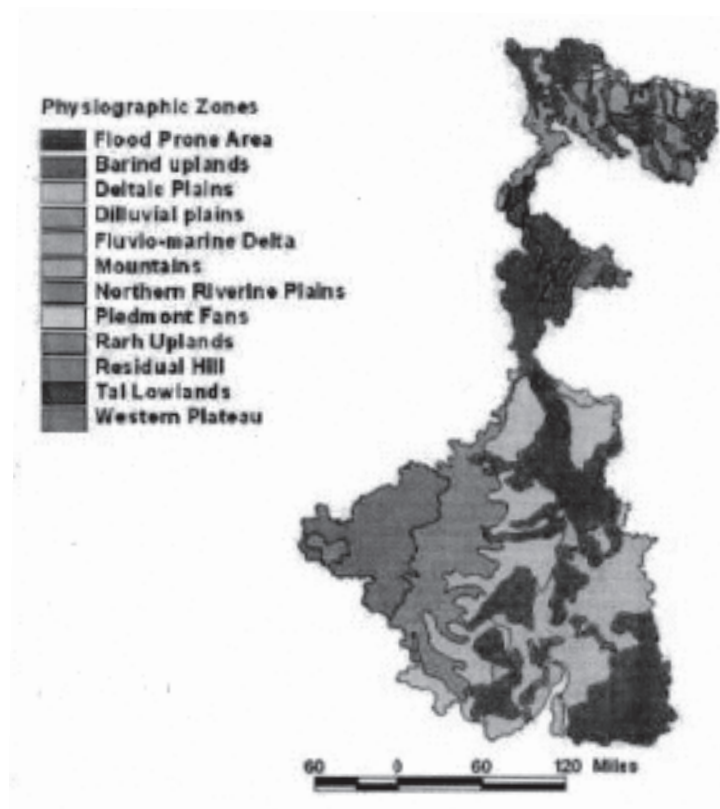 Physiographic Zones
Flood Prone Area
Barind uplands
Deltaic Plains
Dilluvial plains
Fluvio-marine Delta
Mountains
Northern Riverine Plains
Piedmont Fans
Rarh Uplands
Residual Hill
Tal Lowlands
Western Plateau
60 0 60 120 Miles